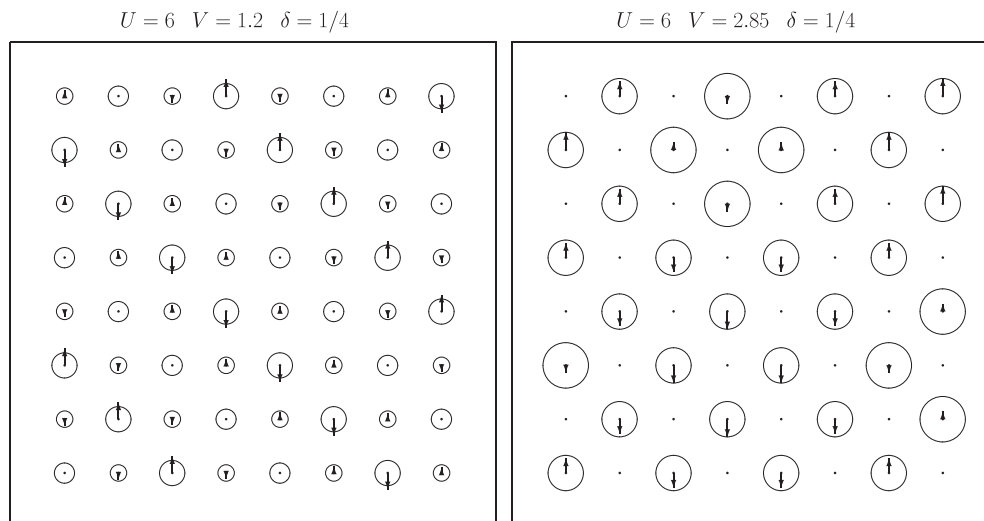 U = 6 V = 1.2 δ = 1/4
U = 6 V = 2.85 δ = 1/4